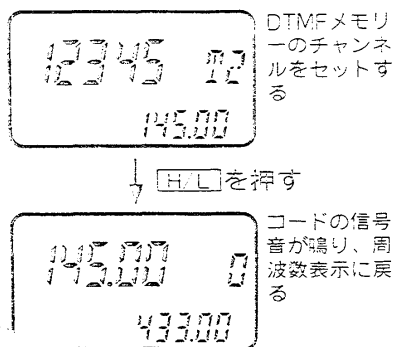 12345 M2
145.00
DTMFメモリ
ーのチャンネ
ルをセットす
る
H/Lを押す
145.00 0
433.00
コードの信号
音が鳴り、周
波数表示に戻
る